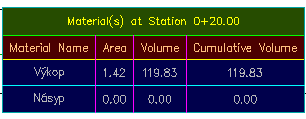 Material(s) at Station 0+20.00
Material Name Area Volume Cumulative Volume
Výkop 1.42 119.83 119.83
Násyp 0.00 0.00 0.00